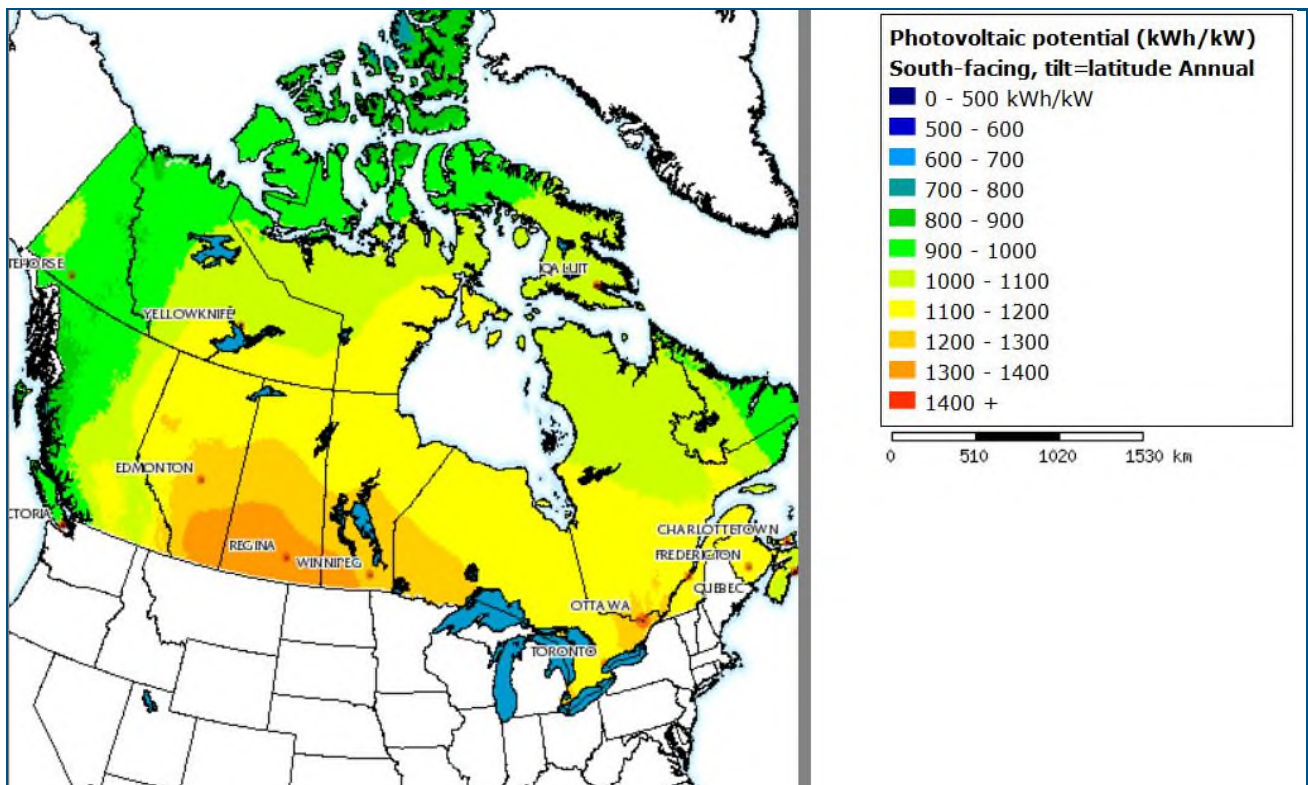 Photovoltaic potential (kWh/kW)
South-facing, tilt=latitude Annual
0 - 500 kWh/kW
500 - 600
600 - 700
700 - 800
800 - 900
900 - 1000
1000 - 1100
1100 - 1200
1200 - 1300
1300 - 1400
1400 +
0 510 1020 1530 km
TEHORSE
IQALUIT
YELLOWKNIFE
EDMONTON
CTORIA
REGINA
WINNIPEG
CHARLOTTETOWN
FREDERICTON
QUEBEC
OTTAWA
TORONTO